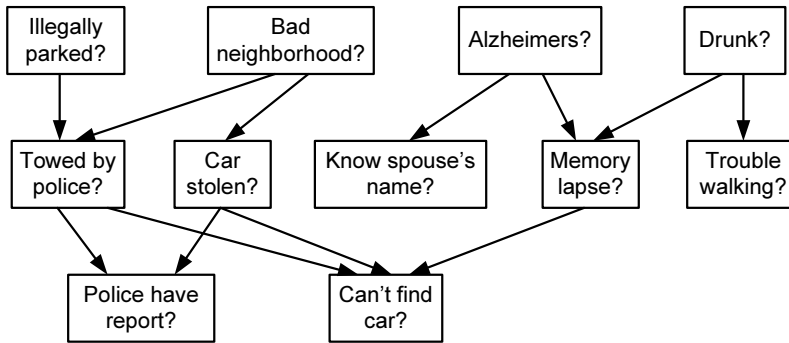 Illegally
parked?
Bad
neighborhood?
Alzheimers?
Drunk?
Towed by
police?
Car
stolen?
Know spouse's
name?
Memory
lapse?
Trouble
walking?
Police have
report?
Can't find
car?